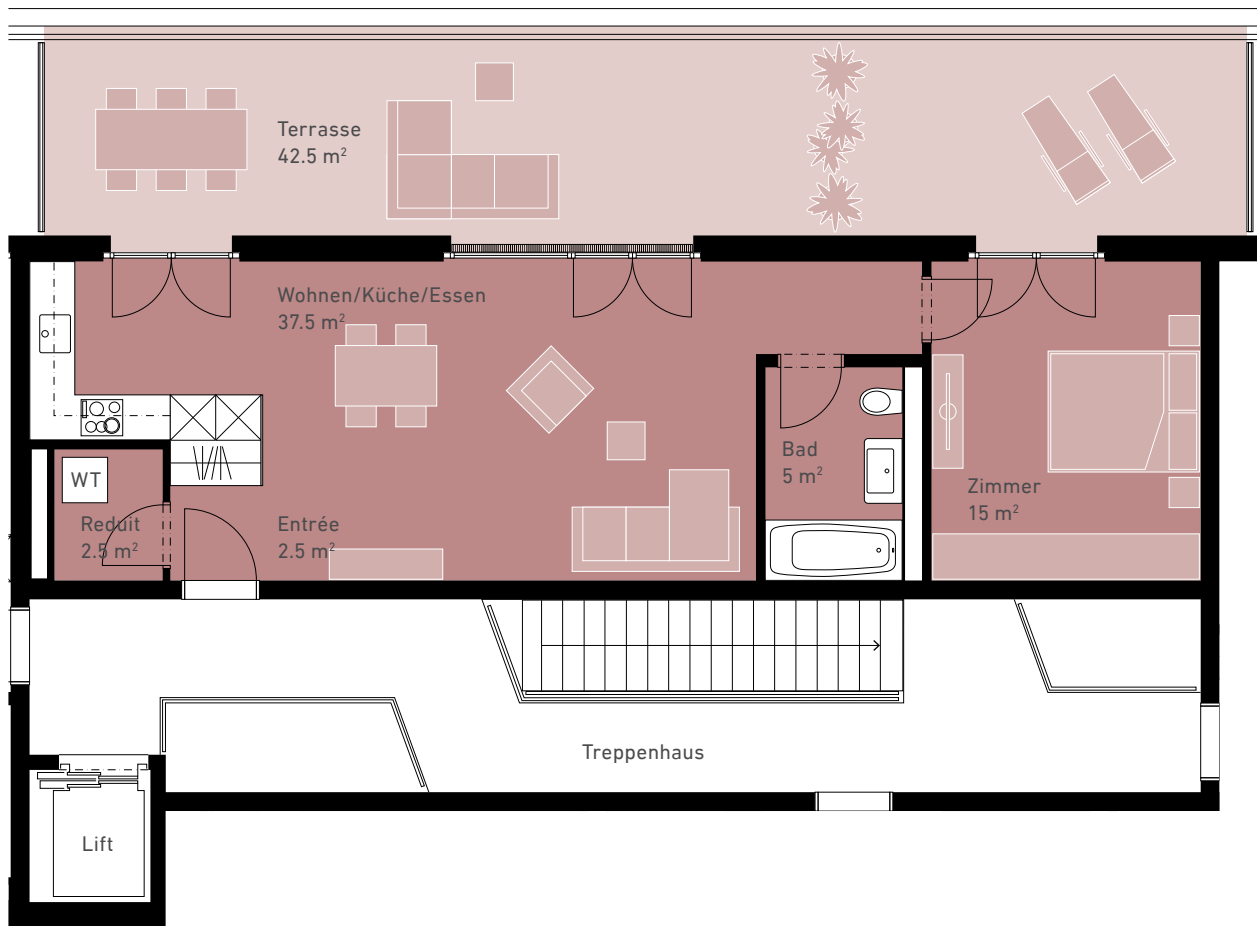 Terrasse
42.5 m²
Wohnen/Küche/Essen
37.5 m²
WT
Reduit
2.5 m²
Entrée
2.5 m²
Bad
5 m²
Zimmer
15 m²
Treppenhaus
Lift